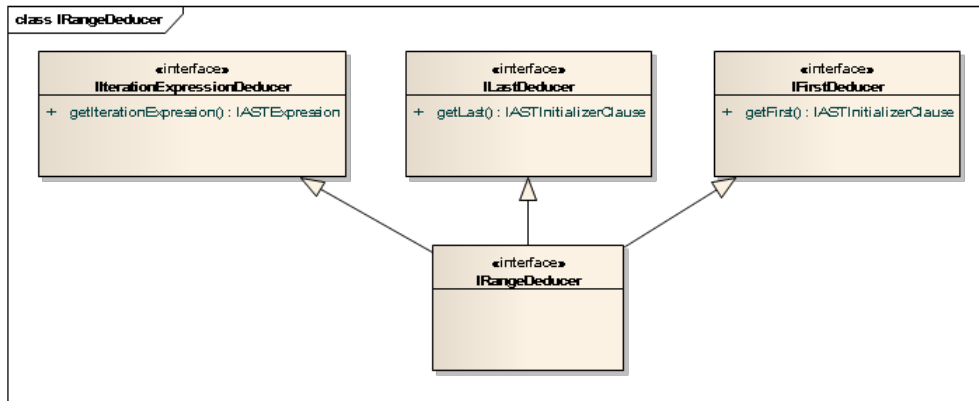 class IRangeDeducer
«interface»
IIterationExpressionDeducer
+ getIterationExpression() : IASTExpression
«interface»
ILastDeducer
+ getLast() : IASTInitializerClause
«interface»
IFirstDeducer
+ getFirst() : IASTInitializerClause
«interface»
IRangeDeducer